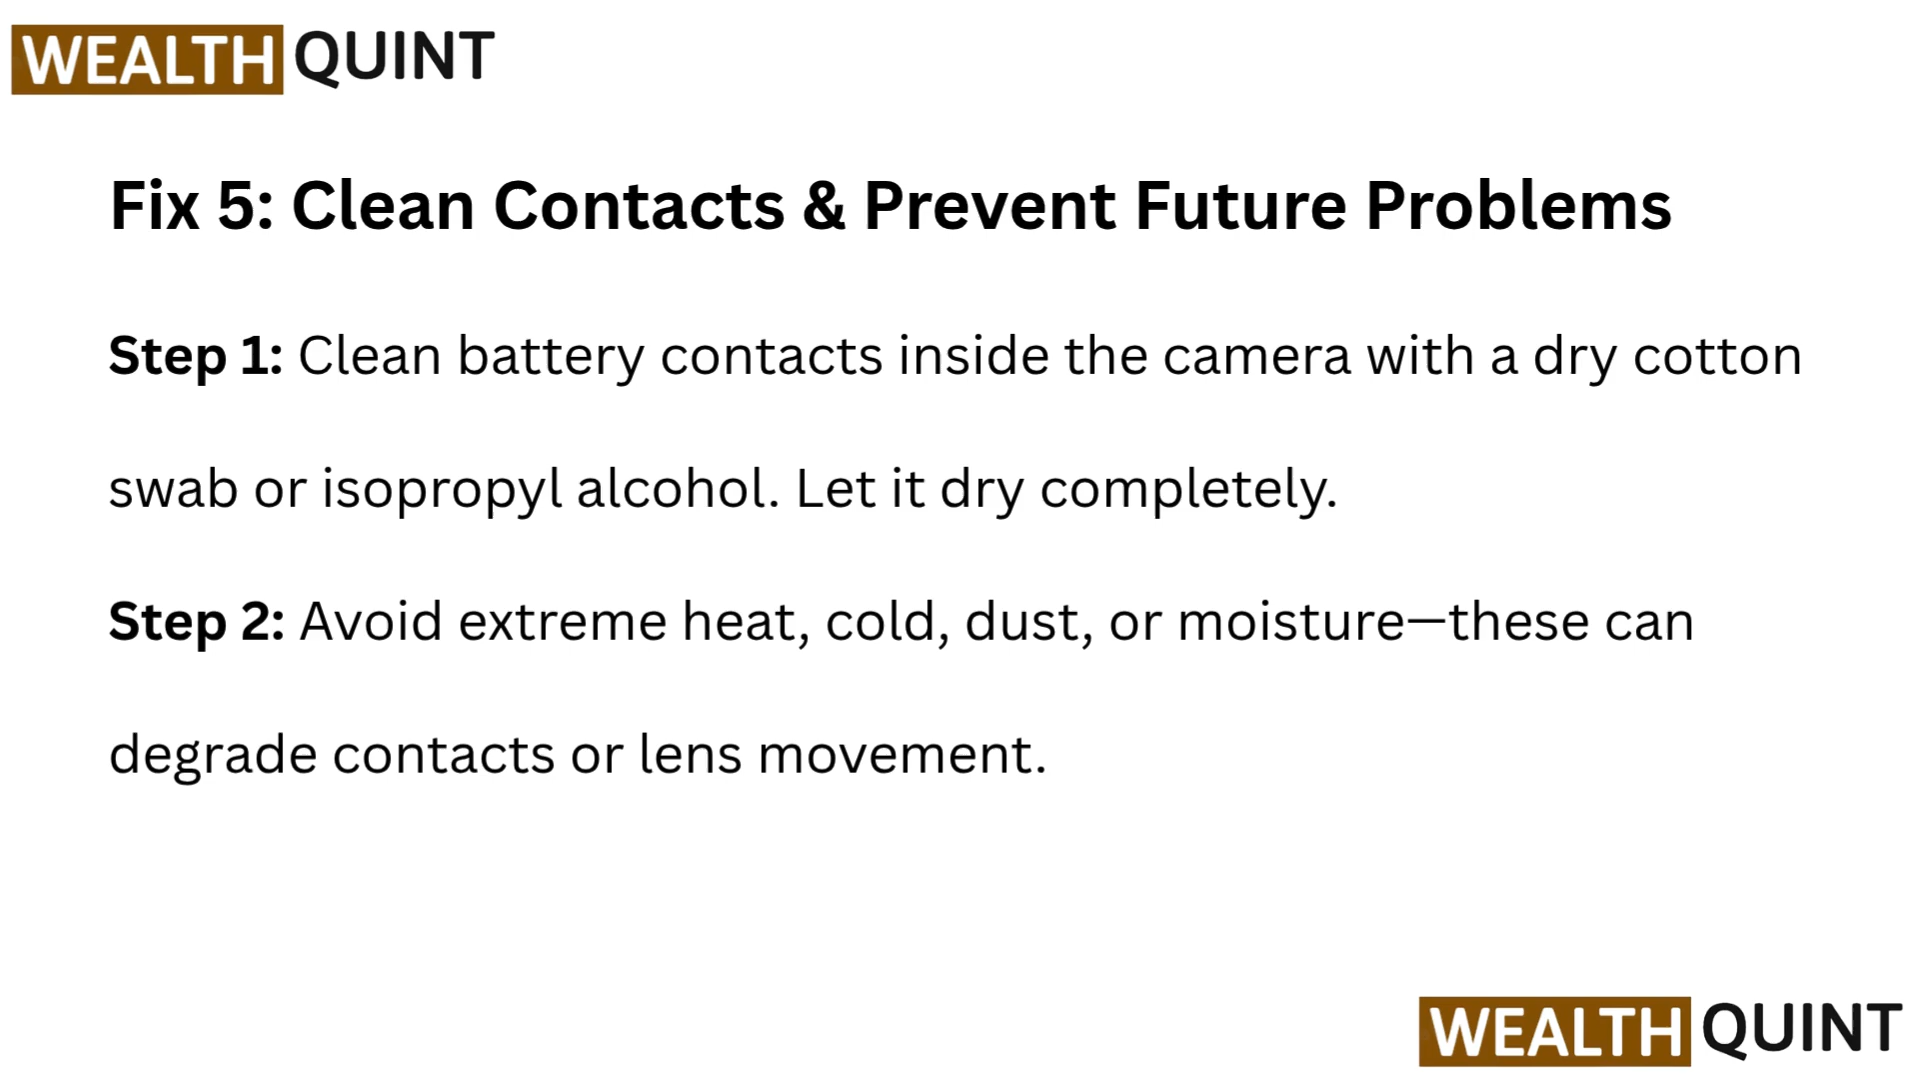 WEALTH QUINT
Fix 5: Clean Contacts & Prevent Future Problems
Step 1: Clean battery contacts inside the camera with a dry cotton
swab or isopropyl alcohol. Let it dry completely.
Step 2: Avoid extreme heat, cold, dust, or moisture—these can
degrade contacts or lens movement.
WEALTH QUINT